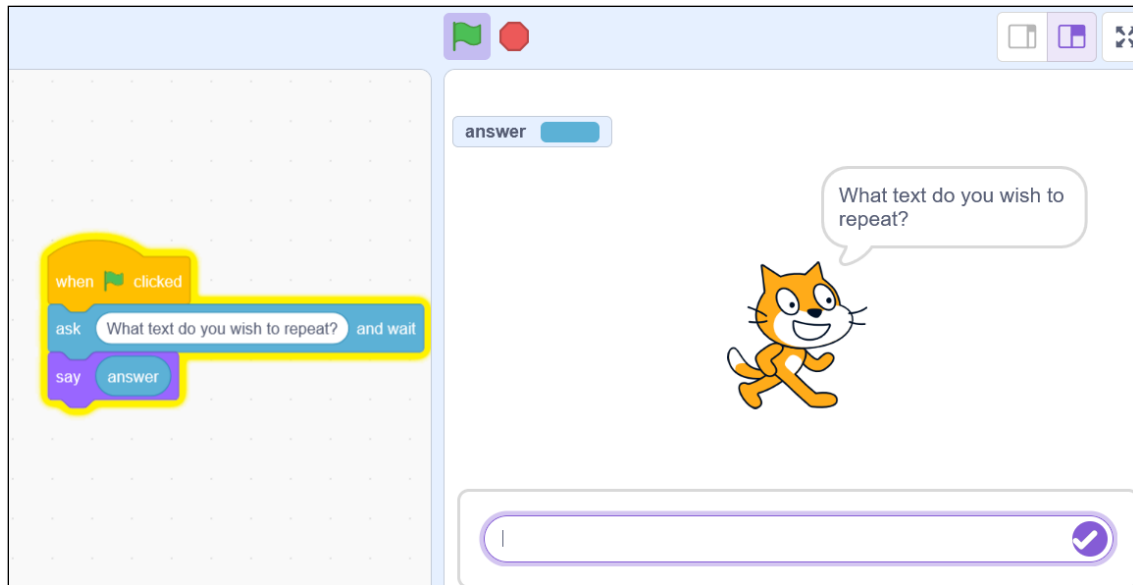 answer
What text do you wish to
repeat?
when clicked
ask What text do you wish to repeat? and wait
say answer